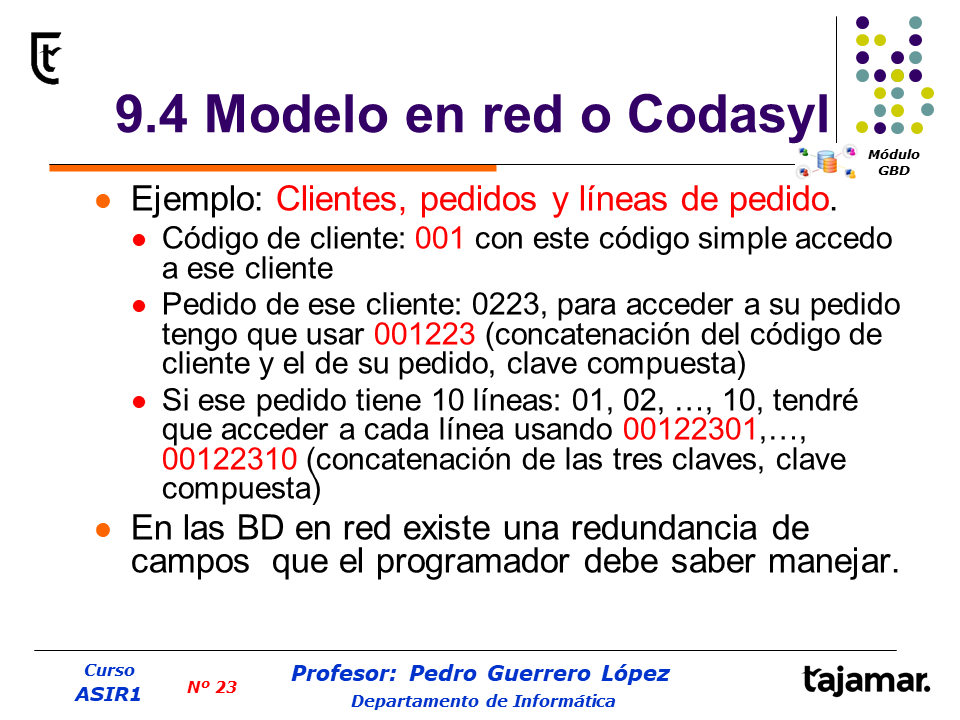 9.4 Modelo en red o Codasyl
Módulo
GBD
Ejemplo: Clientes, pedidos y líneas de pedido.
Código de cliente: 001 con este código simple accedo
a ese cliente
Pedido de ese cliente: 0223, para acceder a su pedido
tengo que usar 001223 (concatenación del código de
cliente y el de su pedido, clave compuesta)
Si ese pedido tiene 10 líneas: 01, 02, …, 10, tendré
que acceder a cada línea usando 00122301,…,
00122310 (concatenación de las tres claves, clave
compuesta)
En las BD en red existe una redundancia de
campos  que el programador debe saber manejar.
Curso
ASIR1
Nº 23
Profesor: Pedro Guerrero López
Departamento de Informática
tajamar.